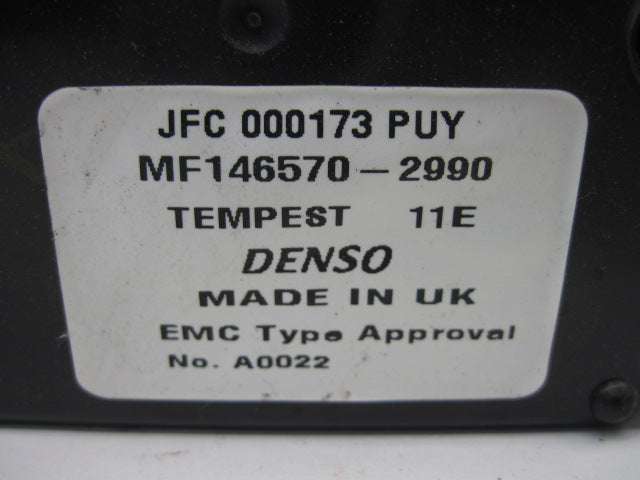 JFC 000173 PUY
MF146570-2990
TEMPEST 11E
DENSO
MADE IN UK
EMC Type Approval
No. A0022